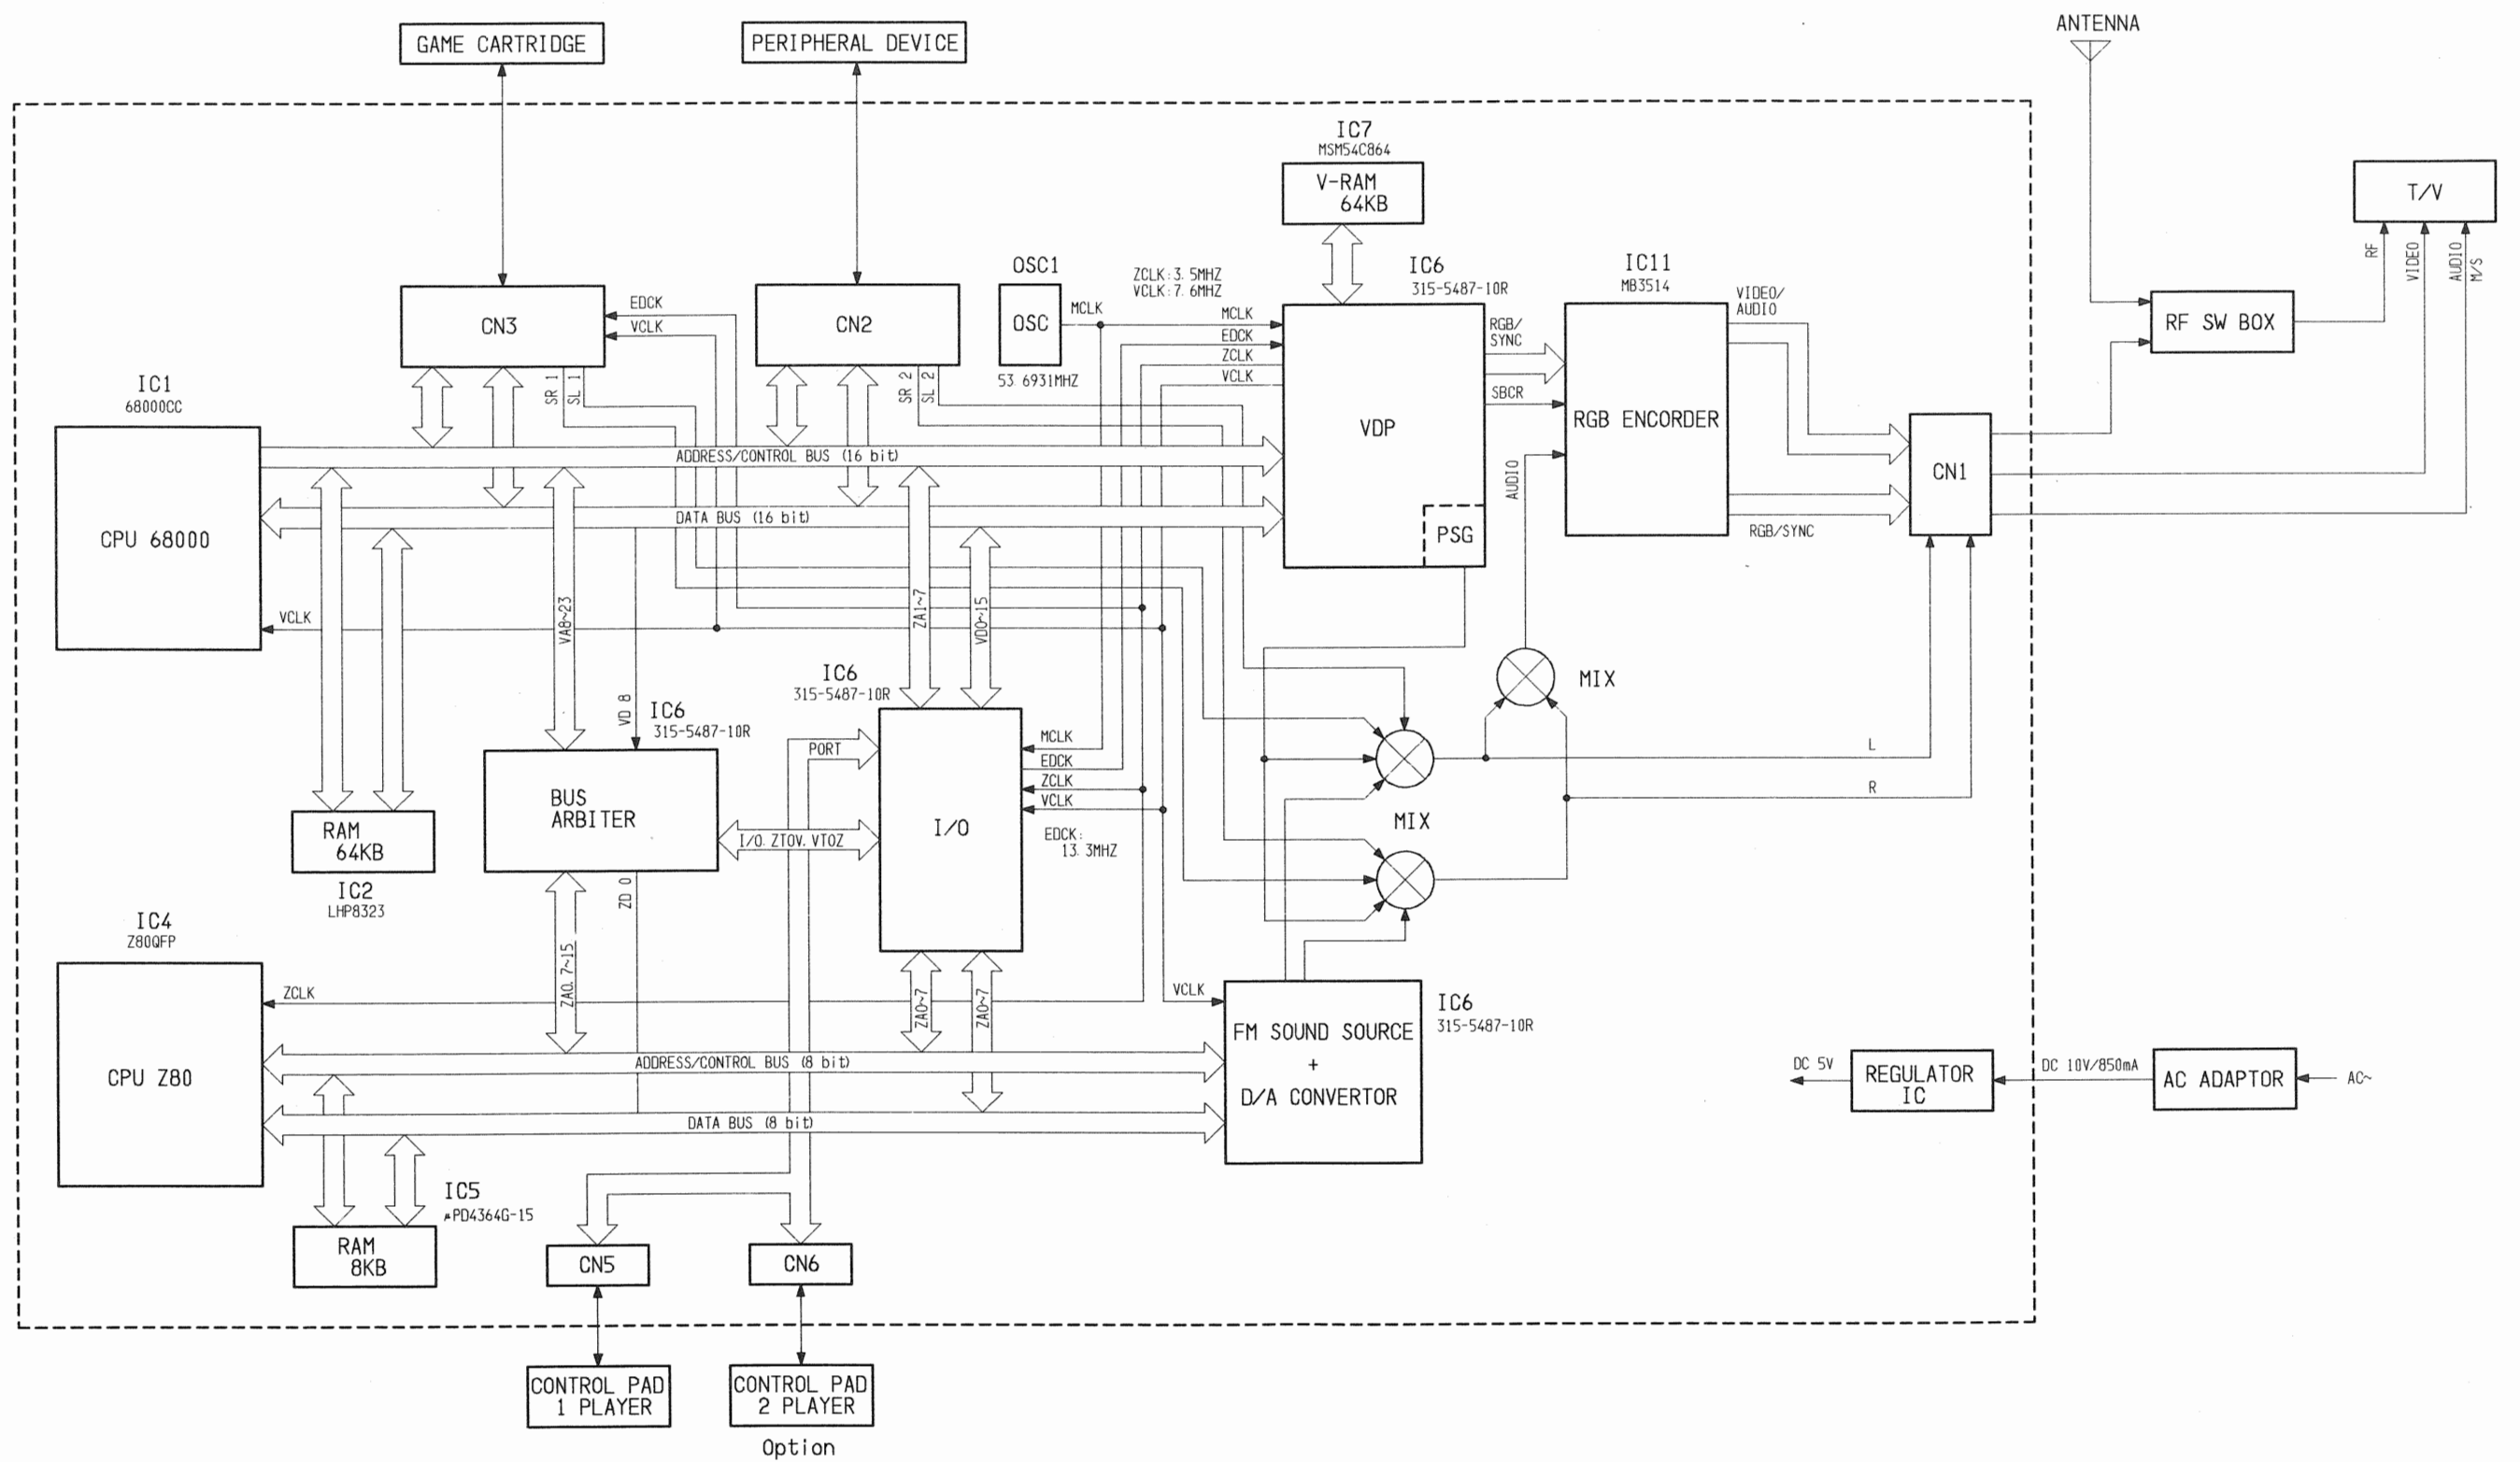 ANTENNA
GAME CARTRIDGE
PERIPHERAL DEVICE
IC7
MSM54C864
V-RAM
64KB
T/V
RF
VIDEO
AUDIO
M/S
OSC1
OSC
53. 6931MHZ
MCLK
ZCLK:3. 5MHZ
VCLK:7. 6MHZ
MCLK
EDCK
ZCLK
VCLK
IC6
315-5487-10R
VDP
PSG
RGB/
SYNC
SBCR
AUDIO
IC11
MB3514
RGB ENCORDER
VIDEO/
AUDIO
RGB/SYNC
CN1
RF SW BOX
CN3
EDCK
VCLK
SR 1
SL 1
CN2
SR 2
SL 2
IC1
68000CC
CPU 68000
VCLK
ADDRESS/CONTROL BUS (16 bit)
DATA BUS (16 bit)
VA8~23
VD 8
ZA1~7
VD0~15
MIX
L
R
MIX
IC6
315-5487-10R
BUS
ARBITER
IC6
315-5487-10R
I/O
PORT
MCLK
EDCK
ZCLK
VCLK
EDCK:
13. 3MHZ
I/O. ZTOV. VTOZ
RAM
64KB
IC2
LHP8323
ZD 0
ZA0. 7~15
ZA0~7
ZA0~7
IC4
Z80QFP
CPU Z80
ZCLK
VCLK
ADDRESS/CONTROL BUS (8 bit)
DATA BUS (8 bit)
IC6
315-5487-10R
FM SOUND SOURCE
+
D/A CONVERTOR
DC 5V
REGULATOR
IC
DC 10V/850mA
AC ADAPTOR
AC~
IC5
μPD4364G-15
RAM
8KB
CN5
CN6
CONTROL PAD
1 PLAYER
CONTROL PAD
2 PLAYER
Option